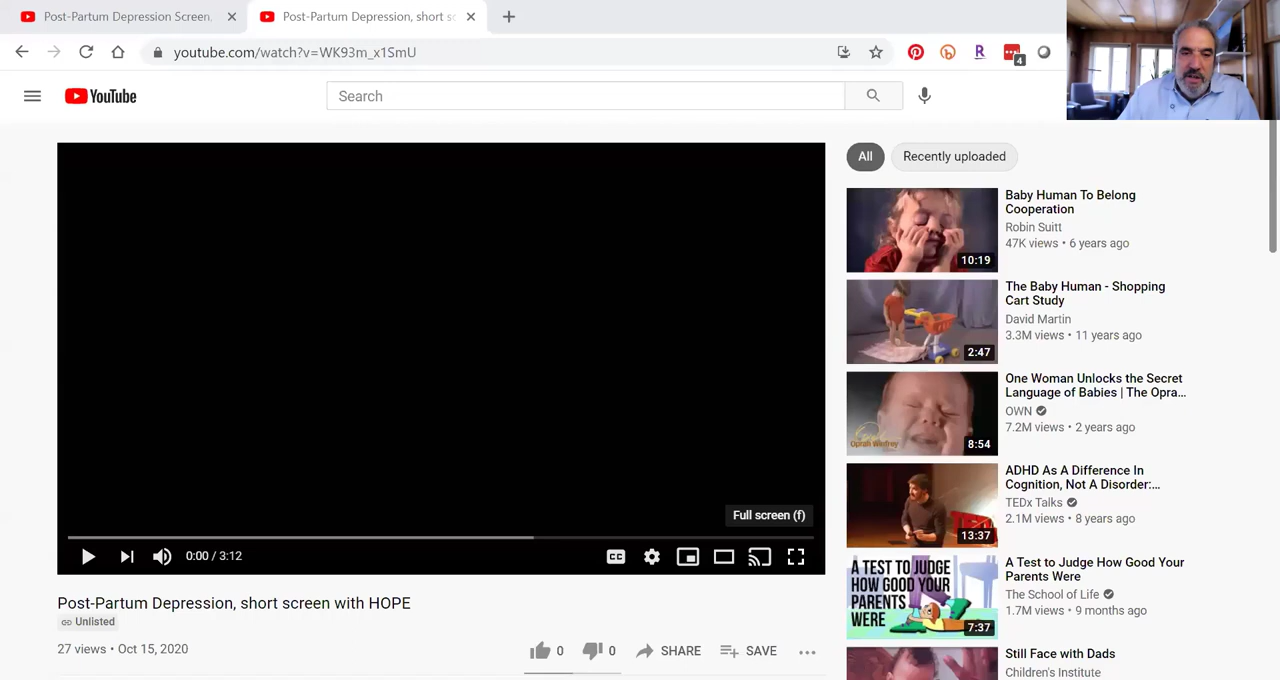 Post-Partum Depression Screen,
Post-Partum Depression, short sc
youtube.com/watch?v=WK93m_x1SmU
4
YouTube
Search
All
Recently uploaded
Baby Human To Belong
Cooperation
Robin Suitt
47K views • 6 years ago
10:19
The Baby Human - Shopping
Cart Study
David Martin
3.3M views • 11 years ago
2:47
One Woman Unlocks the Secret
Language of Babies | The Opra...
OWN
7.2M views • 2 years ago
Oprah Winfrey
8:54
ADHD As A Difference In
Cognition, Not A Disorder:...
TEDx Talks
2.1M views • 8 years ago
13:37
A Test to Judge How Good Your
Parents Were
The School of Life
1.7M views • 9 months ago
A TEST TO JUDGE
HOW GOOD YOUR
PARENTS
WERE
7:37
Still Face with Dads
Children's Institute
Full screen (f)
0:00 / 3:12
CC
Post-Partum Depression, short screen with HOPE
Unlisted
27 views • Oct 15, 2020
0
0
SHARE
SAVE